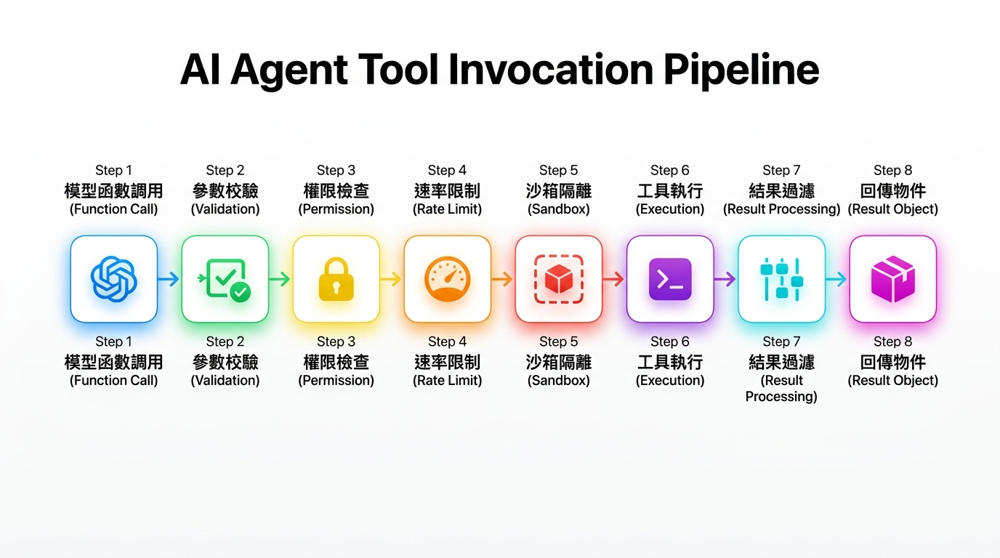 AI Agent Tool Invocation Pipeline
Step 1
模型函數調用
(Function Call)
Step 2
參數校驗
(Validation)
Step 3
權限檢查
(Permission)
Step 4
速率限制
(Rate Limit)
Step 5
沙箱隔離
(Sandbox)
Step 6
工具執行
(Execution)
Step 7
結果過濾
(Result Processing)
Step 8
回傳物件
(Result Object)
Step 1
模型函數調用
(Function Call)
Step 2
參數校驗
(Validation)
Step 3
權限檢查
(Permission)
Step 4
速率限制
(Rate Limit)
Step 5
沙箱隔離
(Sandbox)
Step 6
工具執行
(Execution)
Step 7
結果過濾
(Result
Processing)
Step 8
回傳物件
(Result Object)